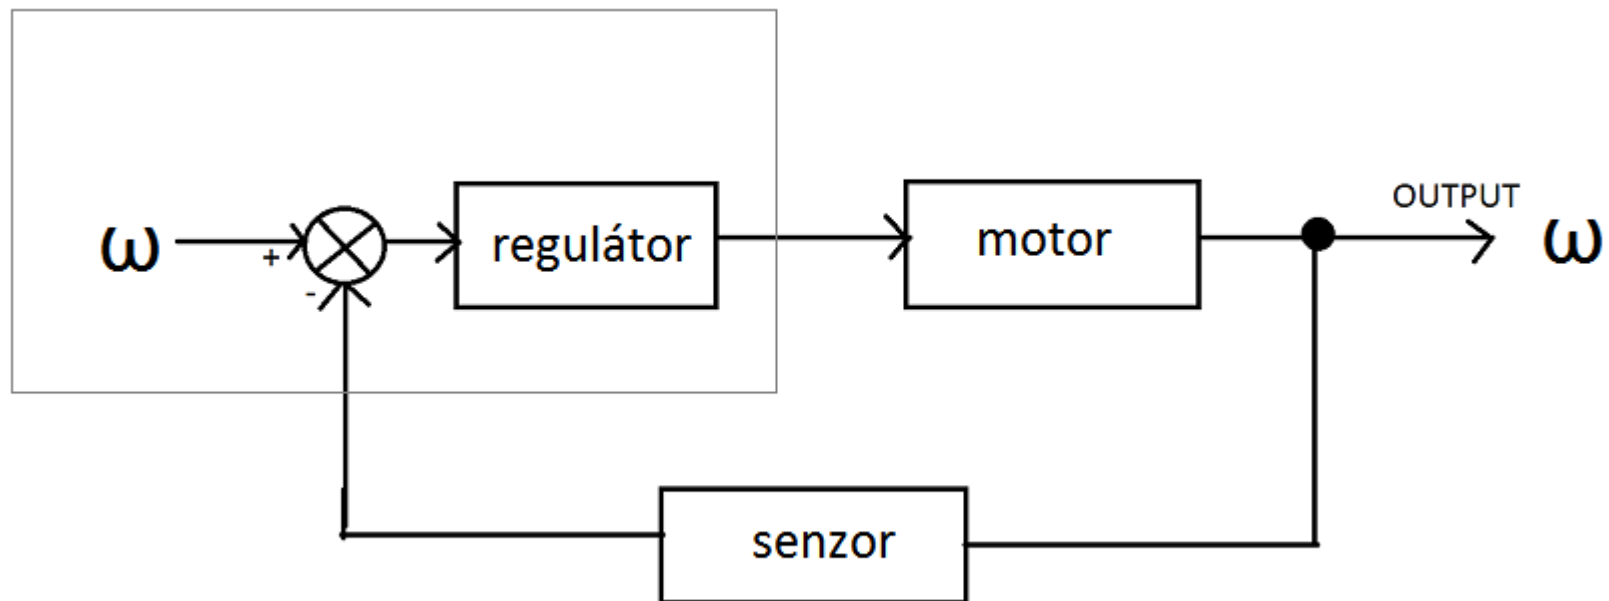 ω
+
-
regulátor
motor
OUTPUT
ω
senzor